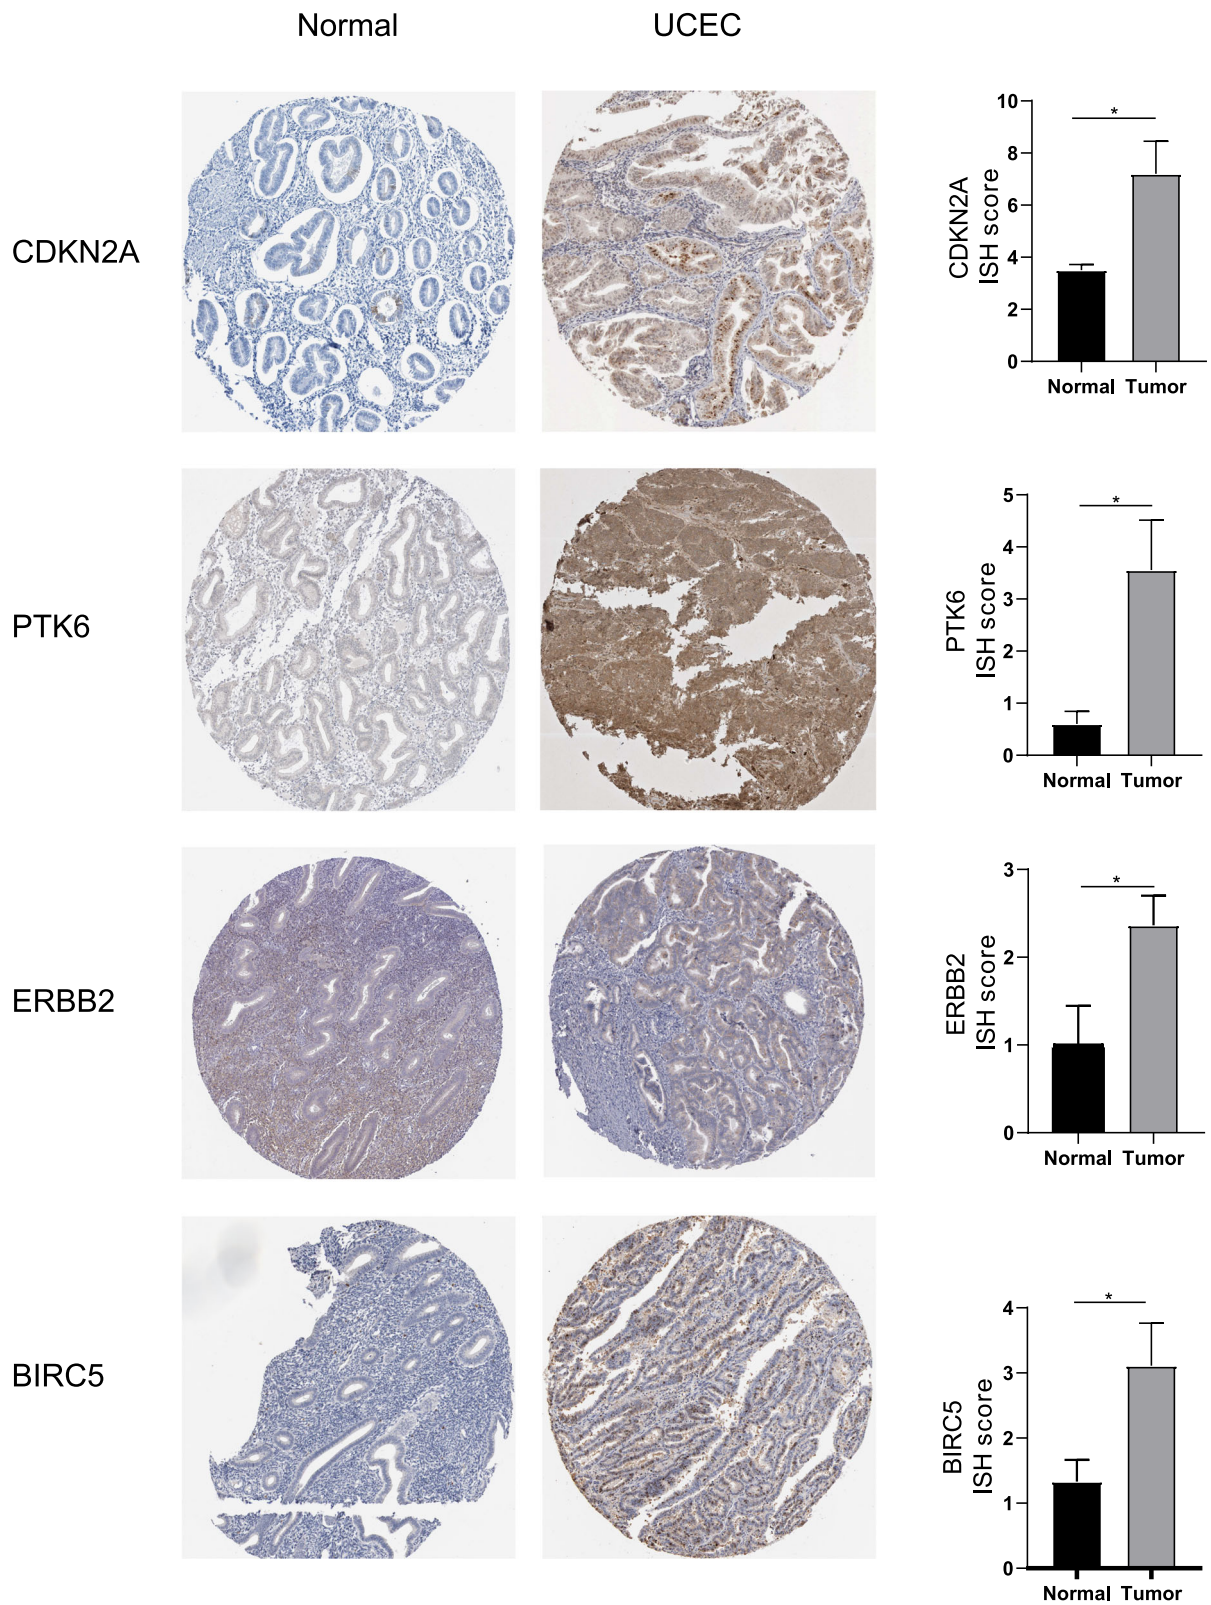 Normal UCEC
CDKN2A
CDKN2A
ISH score
10
8
6
4
2
0
*
Normal Tumor
PTK6
PTK6
ISH score
5
4
3
2
1
0
*
Normal Tumor
ERBB2
ERBB2
ISH score
3
2
1
0
*
Normal Tumor
BIRC5
BIRC5
ISH score
4
3
2
1
0
*
Normal Tumor